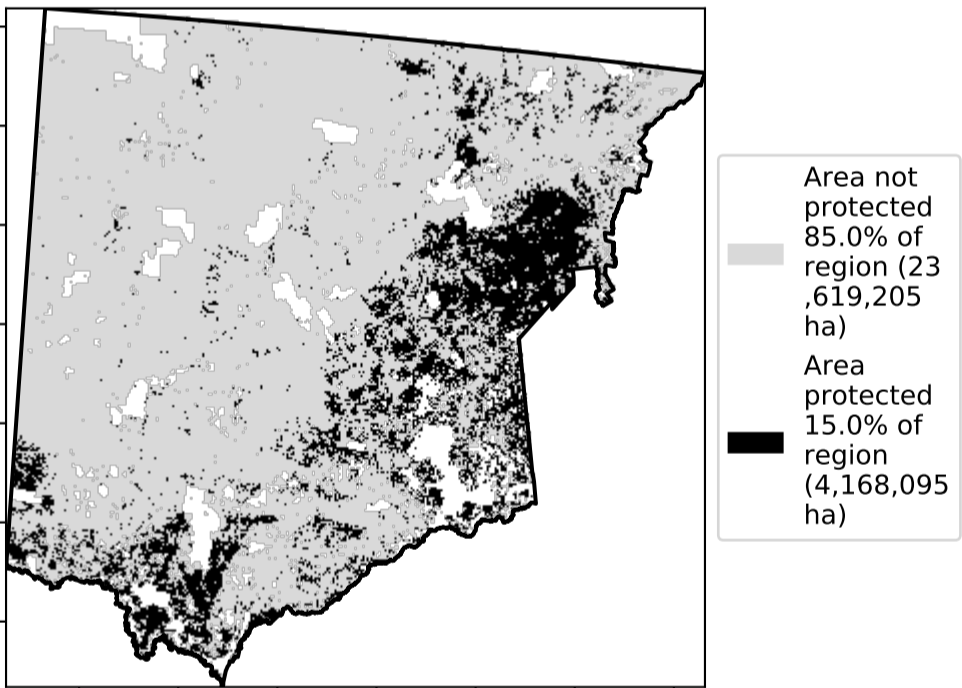 Area not
protected
85.0% of
region (23
,619,205
ha)
Area
protected
15.0% of
region
(4,168,095
ha)